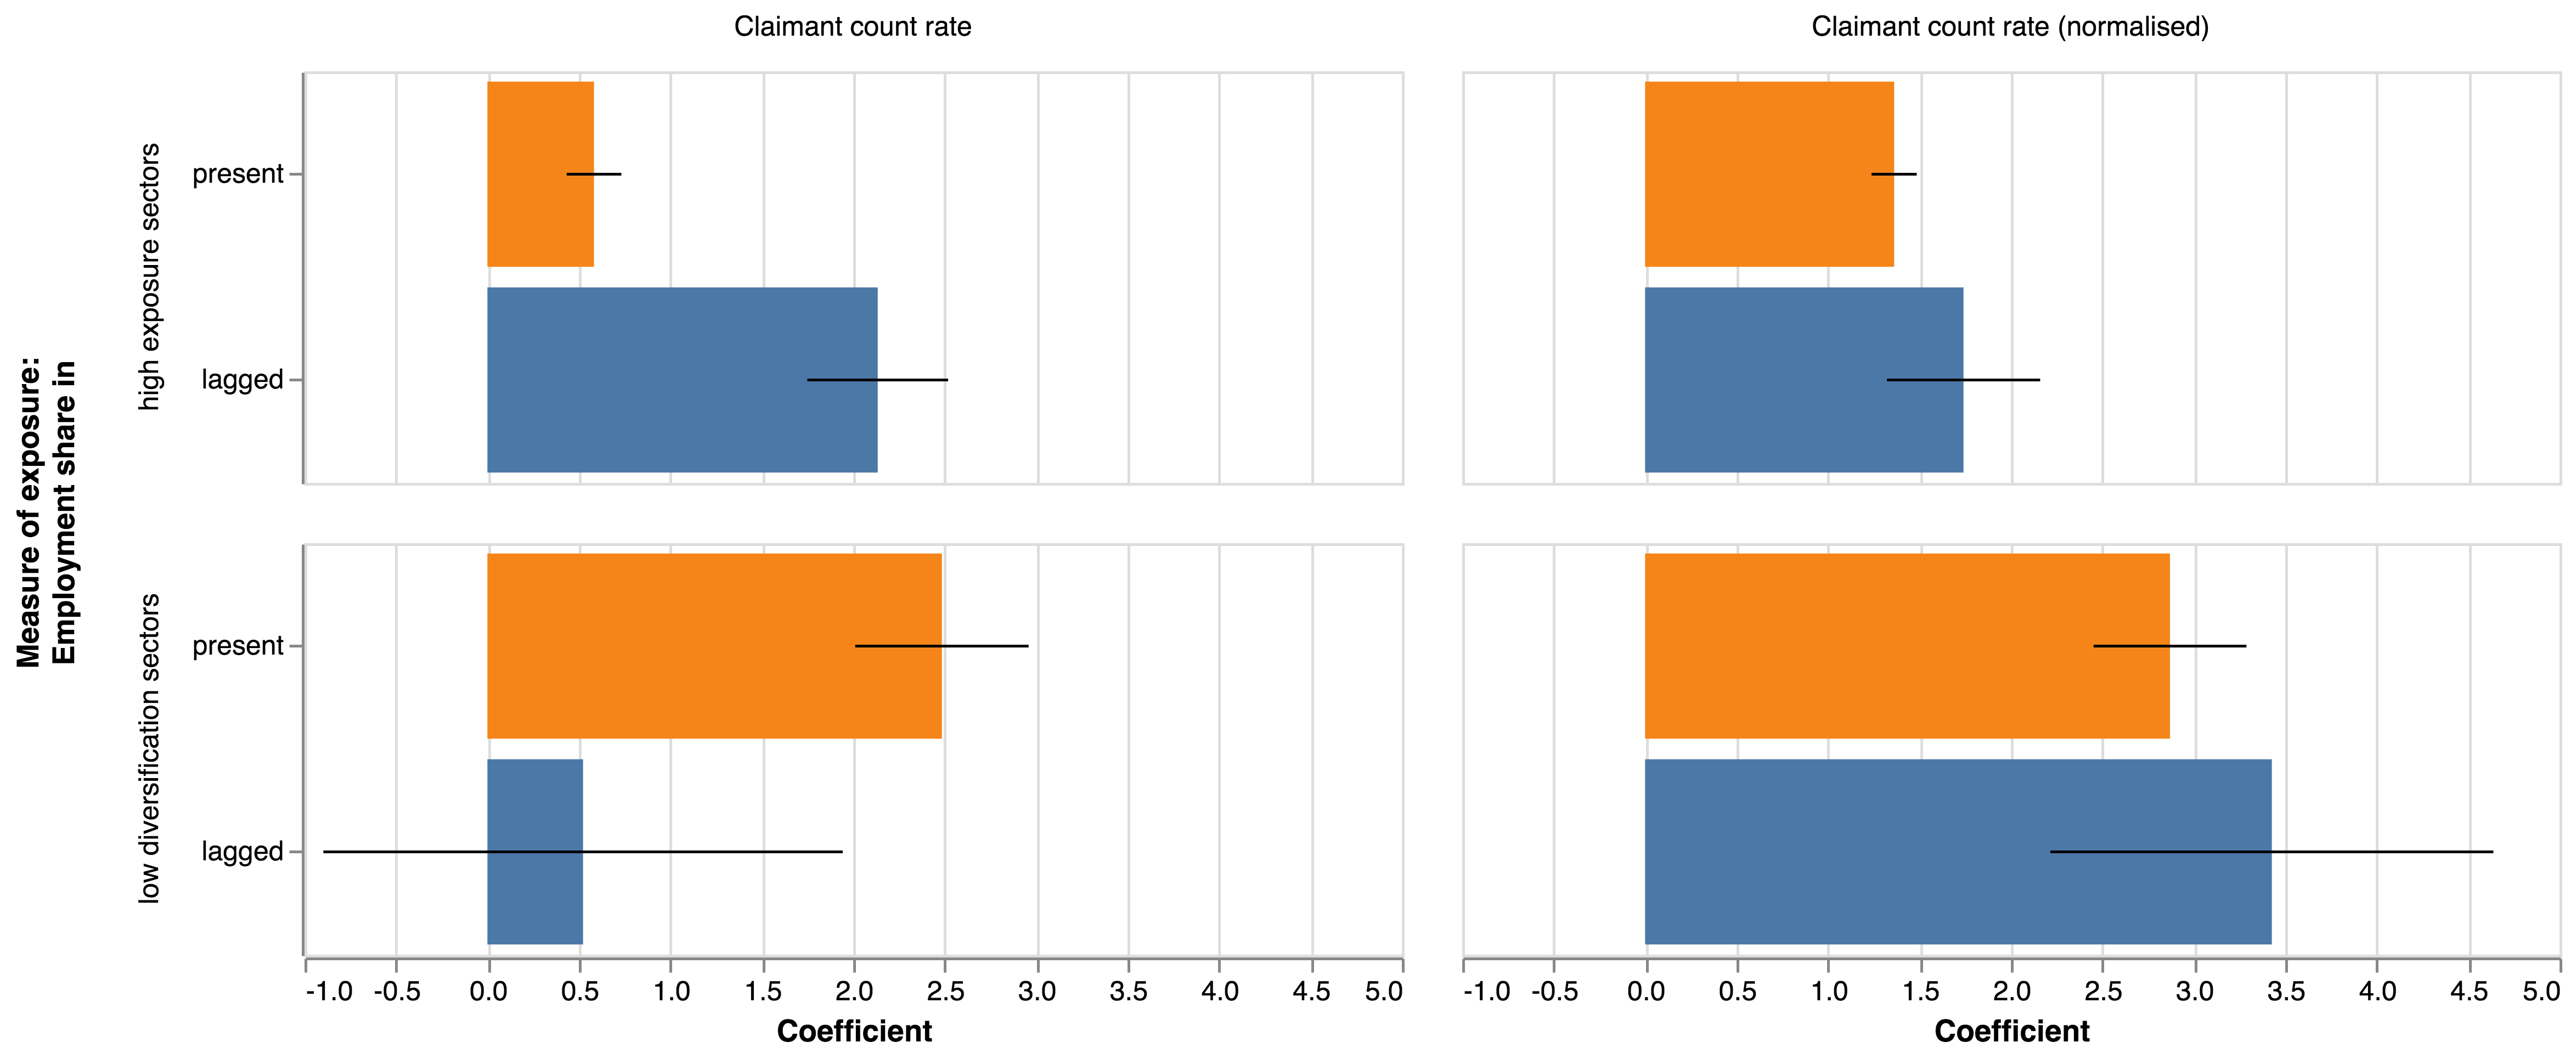 Claimant count rate
Claimant count rate (normalised)
Measure of exposure:
Employment share in
high exposure sectors
present
lagged
low diversification sectors
present
lagged
-1.0 -0.5 0.0 0.5 1.0 1.5 2.0 2.5 3.0 3.5 4.0 4.5 5.0
Coefficient
-1.0 -0.5 0.0 0.5 1.0 1.5 2.0 2.5 3.0 3.5 4.0 4.5 5.0
Coefficient